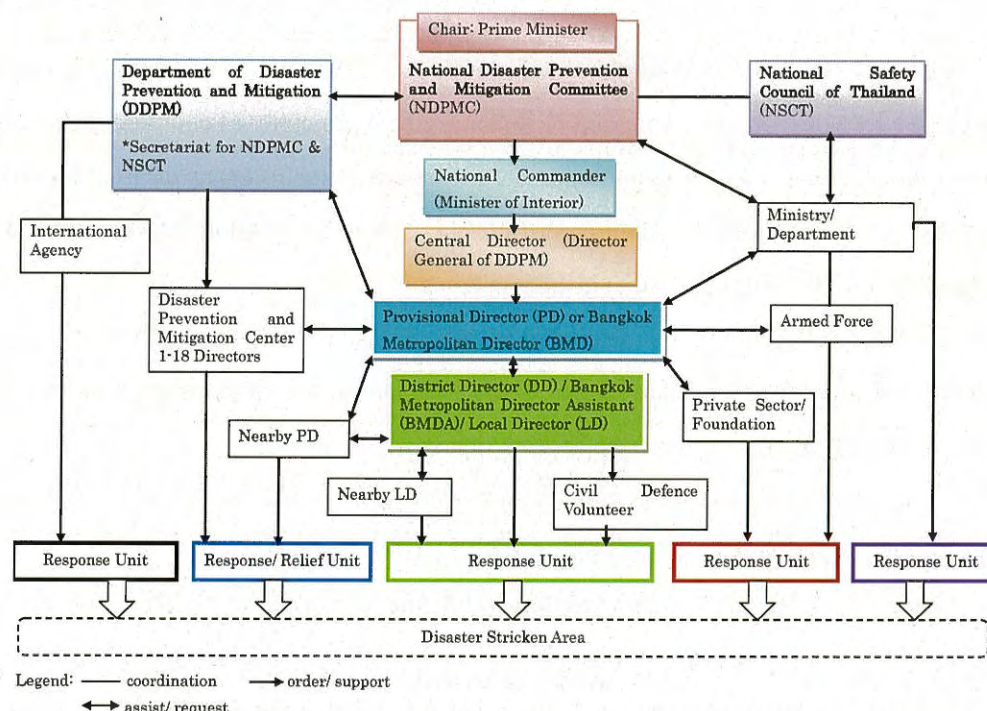 Chair: Prime Minister
National Disaster Prevention
and Mitigation Committee
(NDPMC)
Department of Disaster
Prevention and Mitigation
(DDPM)
*Secretariat for NDPMC &
NSCT
National Safety
Council of Thailand
(NSCT)
National Commander
(Minister of Interior)
International
Agency
Ministry/
Department
Central Director (Director
General of DDPM)
Disaster
Prevention and
Mitigation Center
1-18 Directors
Provisional Director (PD) or Bangkok
Metropolitan Director (BMD)
Armed Force
District Director (DD) / Bangkok
Metropolitan Director Assistant
(BMDA)/ Local Director (LD)
Private Sector/
Foundation
Nearby PD
Nearby LD
Civil Defence
Volunteer
Response Unit
Response/ Relief Unit
Response Unit
Response Unit
Response Unit
Disaster Stricken Area
Legend: coordination order/ support
assist/ request